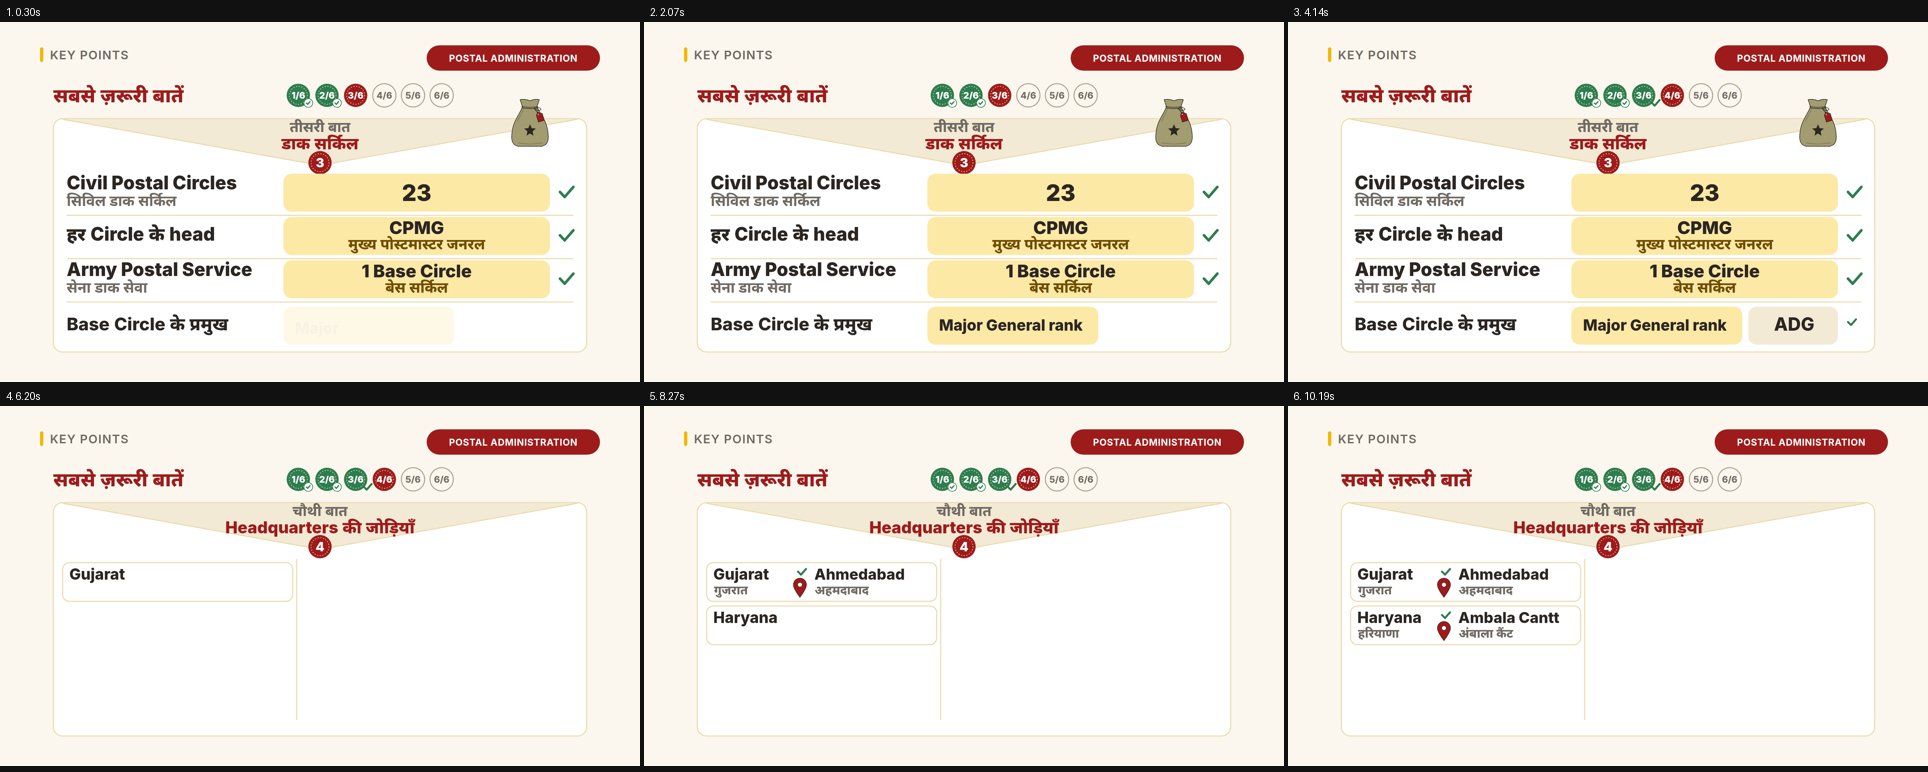 1. 0.30s
KEY POINTS
POSTAL ADMINISTRATION
सबसे ज़रूरी बातें
1/6 2/6 3/6 4/6 5/6 6/6
तीसरी बात
डाक सर्किल
3
Civil Postal Circles
सिविल डाक सर्किल
23
हर Circle के head
CPMG
मुख्य पोस्टमास्टर जनरल
Army Postal Service
सेना डाक सेवा
1 Base Circle
बेस सर्किल
Base Circle के प्रमुख
Major
2. 2.07s
KEY POINTS
POSTAL ADMINISTRATION
सबसे ज़रूरी बातें
1/6 2/6 3/6 4/6 5/6 6/6
तीसरी बात
डाक सर्किल
3
Civil Postal Circles
सिविल डाक सर्किल
23
हर Circle के head
CPMG
मुख्य पोस्टमास्टर जनरल
Army Postal Service
सेना डाक सेवा
1 Base Circle
बेस सर्किल
Base Circle के प्रमुख
Major General rank
3. 4.14s
KEY POINTS
POSTAL ADMINISTRATION
सबसे ज़रूरी बातें
1/6 2/6 3/6 4/6 5/6 6/6
तीसरी बात
डाक सर्किल
3
Civil Postal Circles
सिविल डाक सर्किल
23
हर Circle के head
CPMG
मुख्य पोस्टमास्टर जनरल
Army Postal Service
सेना डाक सेवा
1 Base Circle
बेस सर्किल
Base Circle के प्रमुख
Major General rank
ADG
4. 6.20s
KEY POINTS
POSTAL ADMINISTRATION
सबसे ज़रूरी बातें
1/6 2/6 3/6 4/6 5/6 6/6
चौथी बात
Headquarters की जोड़ियाँ
4
Gujarat
5. 8.27s
KEY POINTS
POSTAL ADMINISTRATION
सबसे ज़रूरी बातें
1/6 2/6 3/6 4/6 5/6 6/6
चौथी बात
Headquarters की जोड़ियाँ
4
Gujarat
गुजरात
Ahmedabad
अहमदाबाद
Haryana
6. 10.19s
KEY POINTS
POSTAL ADMINISTRATION
सबसे ज़रूरी बातें
1/6 2/6 3/6 4/6 5/6 6/6
चौथी बात
Headquarters की जोड़ियाँ
4
Gujarat
गुजरात
Ahmedabad
अहमदाबाद
Haryana
हरियाणा
Ambala Cantt
अंबाला कैंट